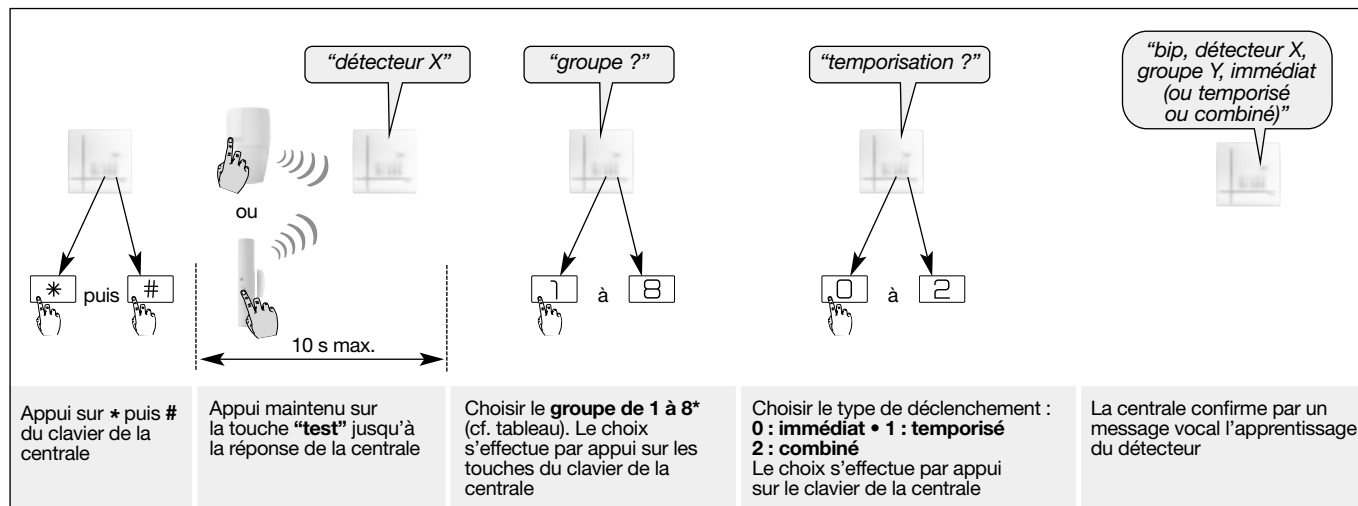 “détecteur X”
“groupe ?”
“temporisation ?”
“bip, détecteur X,
groupe Y, immédiat
(ou temporisé
ou combiné)”
ou
* puis #
1 à 8
0 à 2
10 s max.
Appui sur * puis #
du clavier de la
centrale
Appui maintenu sur
la touche “test” jusqu’à
la réponse de la centrale
Choisir le groupe de 1 à 8*
(cf. tableau). Le choix
s’effectue par appui sur les
touches du clavier de la
centrale
Choisir le type de déclenchement :
0 : immédiat • 1 : temporisé
2 : combiné
Le choix s’effectue par appui
sur le clavier de la centrale
La centrale confirme par un
message vocal l’apprentissage
du détecteur